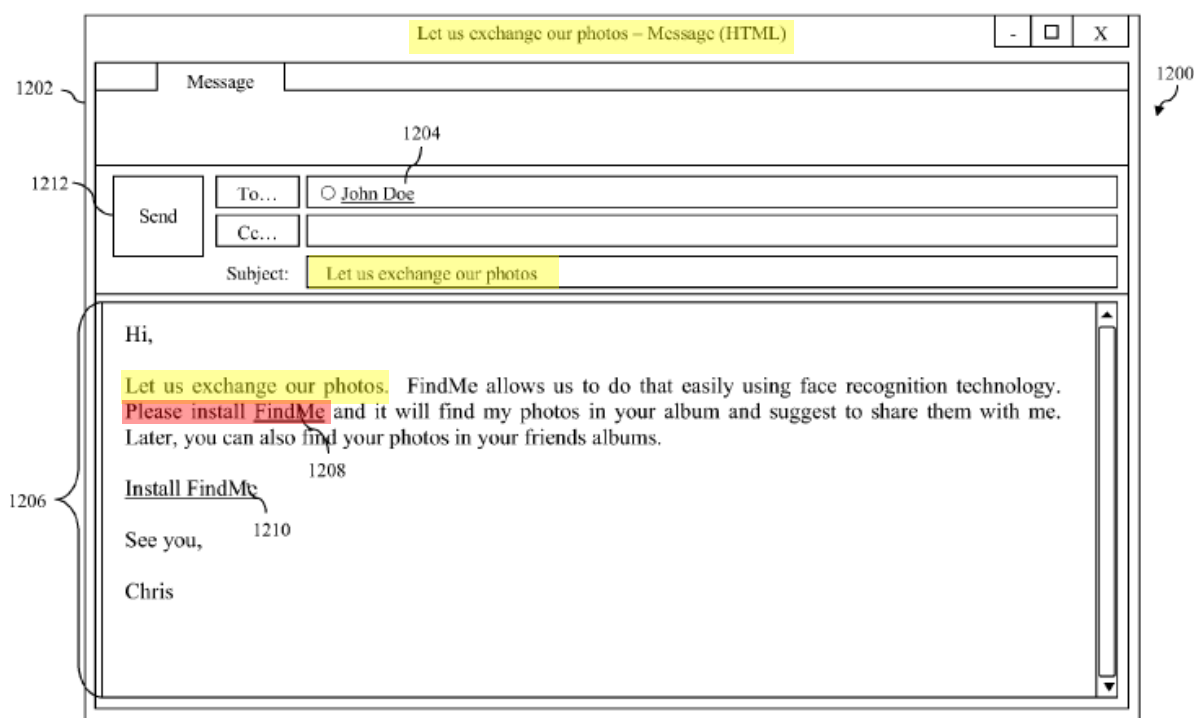 Let us exchange our photos – Message (HTML)
- X
Message
1200
1202
1204
1212
Send
To...
John Doe
Cc...
Subject:
Let us exchange our photos
Hi,
Let us exchange our photos. FindMe allows us to do that easily using face recognition technology.
Please install FindMe and it will find my photos in your album and suggest to share them with me.
Later, you can also find your photos in your friends albums.
1208
1206
Install FindMe
1210
See you,
Chris